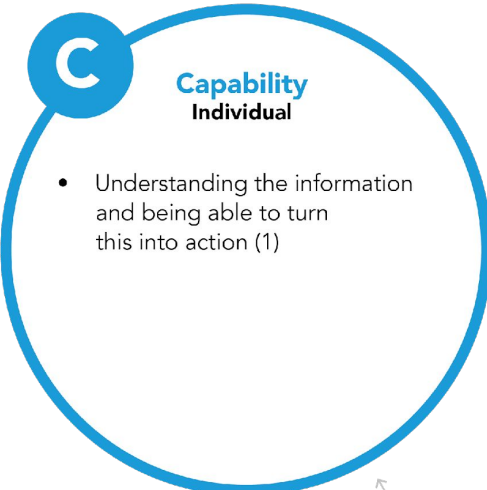 C
Capability
Individual
• Understanding the information
and being able to turn
this into action (1)